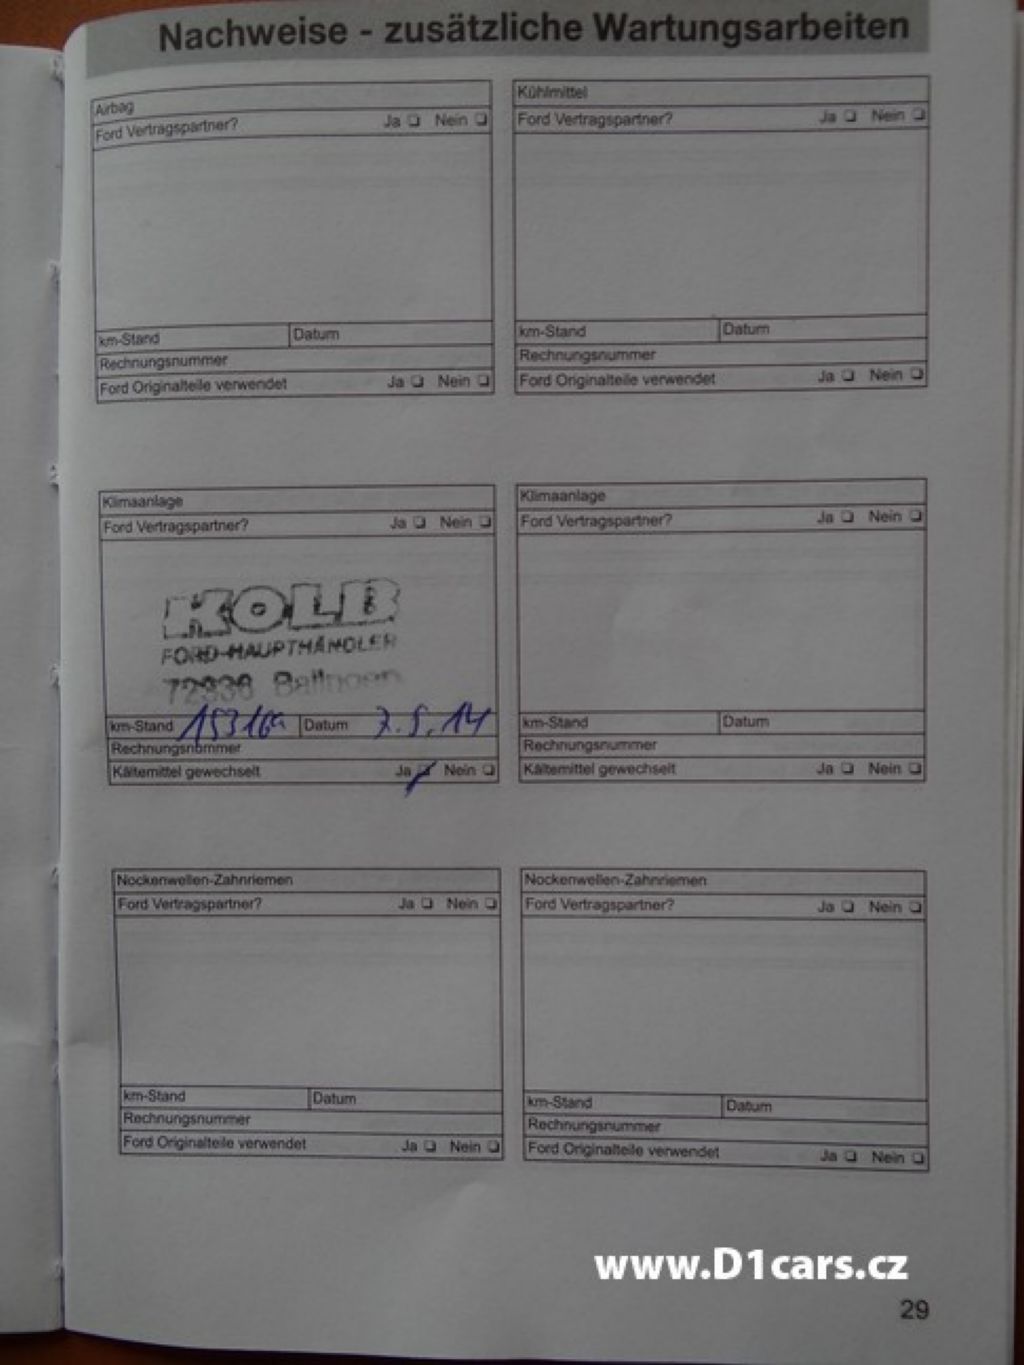 Nachweise - zusätzliche Wartungsarbeiten
Airbag
Ford Vertragspartner? Ja ❏ Nein ❏
km-Stand Datum
Rechnungsnummer
Ford Originalteile verwendet Ja ❏ Nein ❏
Kühlmittel
Ford Vertragspartner? Ja ❏ Nein ❏
km-Stand Datum
Rechnungsnummer
Ford Originalteile verwendet Ja ❏ Nein ❏
Klimaanlage
Ford Vertragspartner? Ja ❏ Nein ❏
KOLB
FORD-HAUPTHÄNDLER
72336 Balingen
km-Stand Datum 7.5.14
Rechnungsnummer
Kältemittel gewechselt Ja ❏ Nein ❏
Klimaanlage
Ford Vertragspartner? Ja ❏ Nein ❏
km-Stand Datum
Rechnungsnummer
Kältemittel gewechselt Ja ❏ Nein ❏
Nockenwellen-Zahnriemen
Ford Vertragspartner? Ja ❏ Nein ❏
km-Stand Datum
Rechnungsnummer
Ford Originalteile verwendet Ja ❏ Nein ❏
Nockenwellen-Zahnriemen
Ford Vertragspartner? Ja ❏ Nein ❏
km-Stand Datum
Rechnungsnummer
Ford Originalteile verwendet Ja ❏ Nein ❏
www.D1cars.cz
29